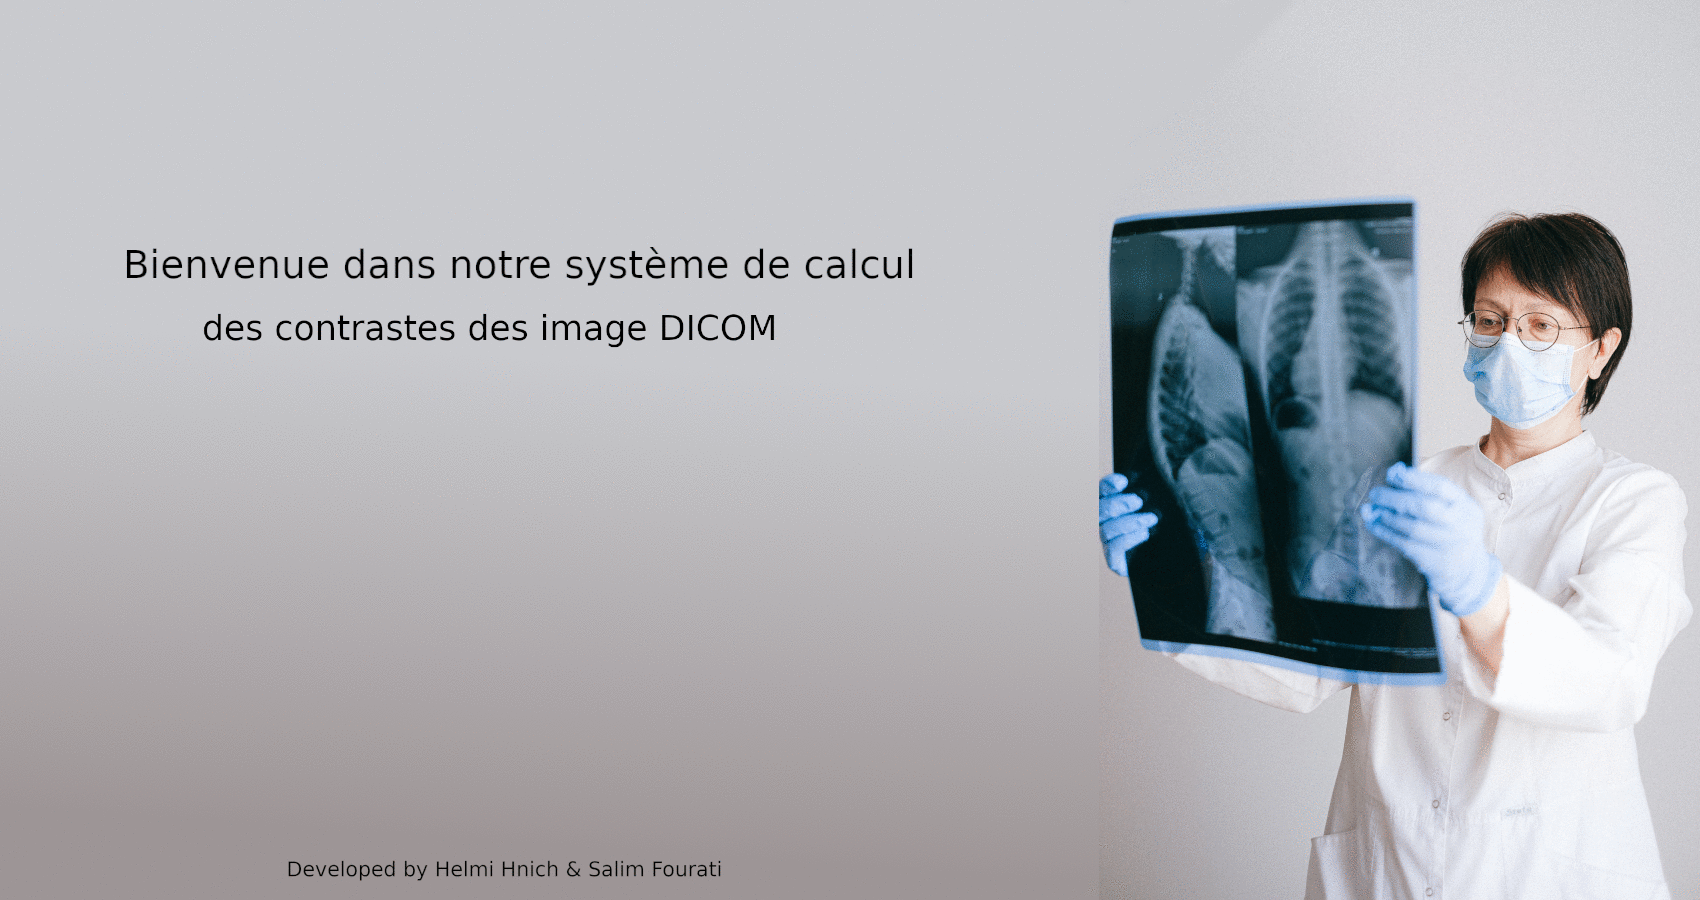 Bienvenue dans notre système de calcul
des contrastes des image DICOM
Developed by Helmi Hnich & Salim Fourati